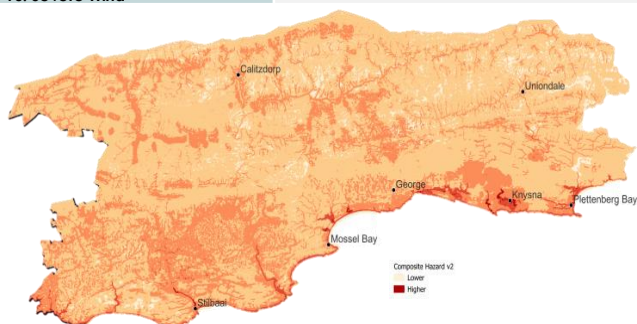 Calitzdorp
Uniondale
George
Knysna
Plettenberg Bay
Mossel Bay
Composite Hazard v2
Lower
Higher
Stilbaai